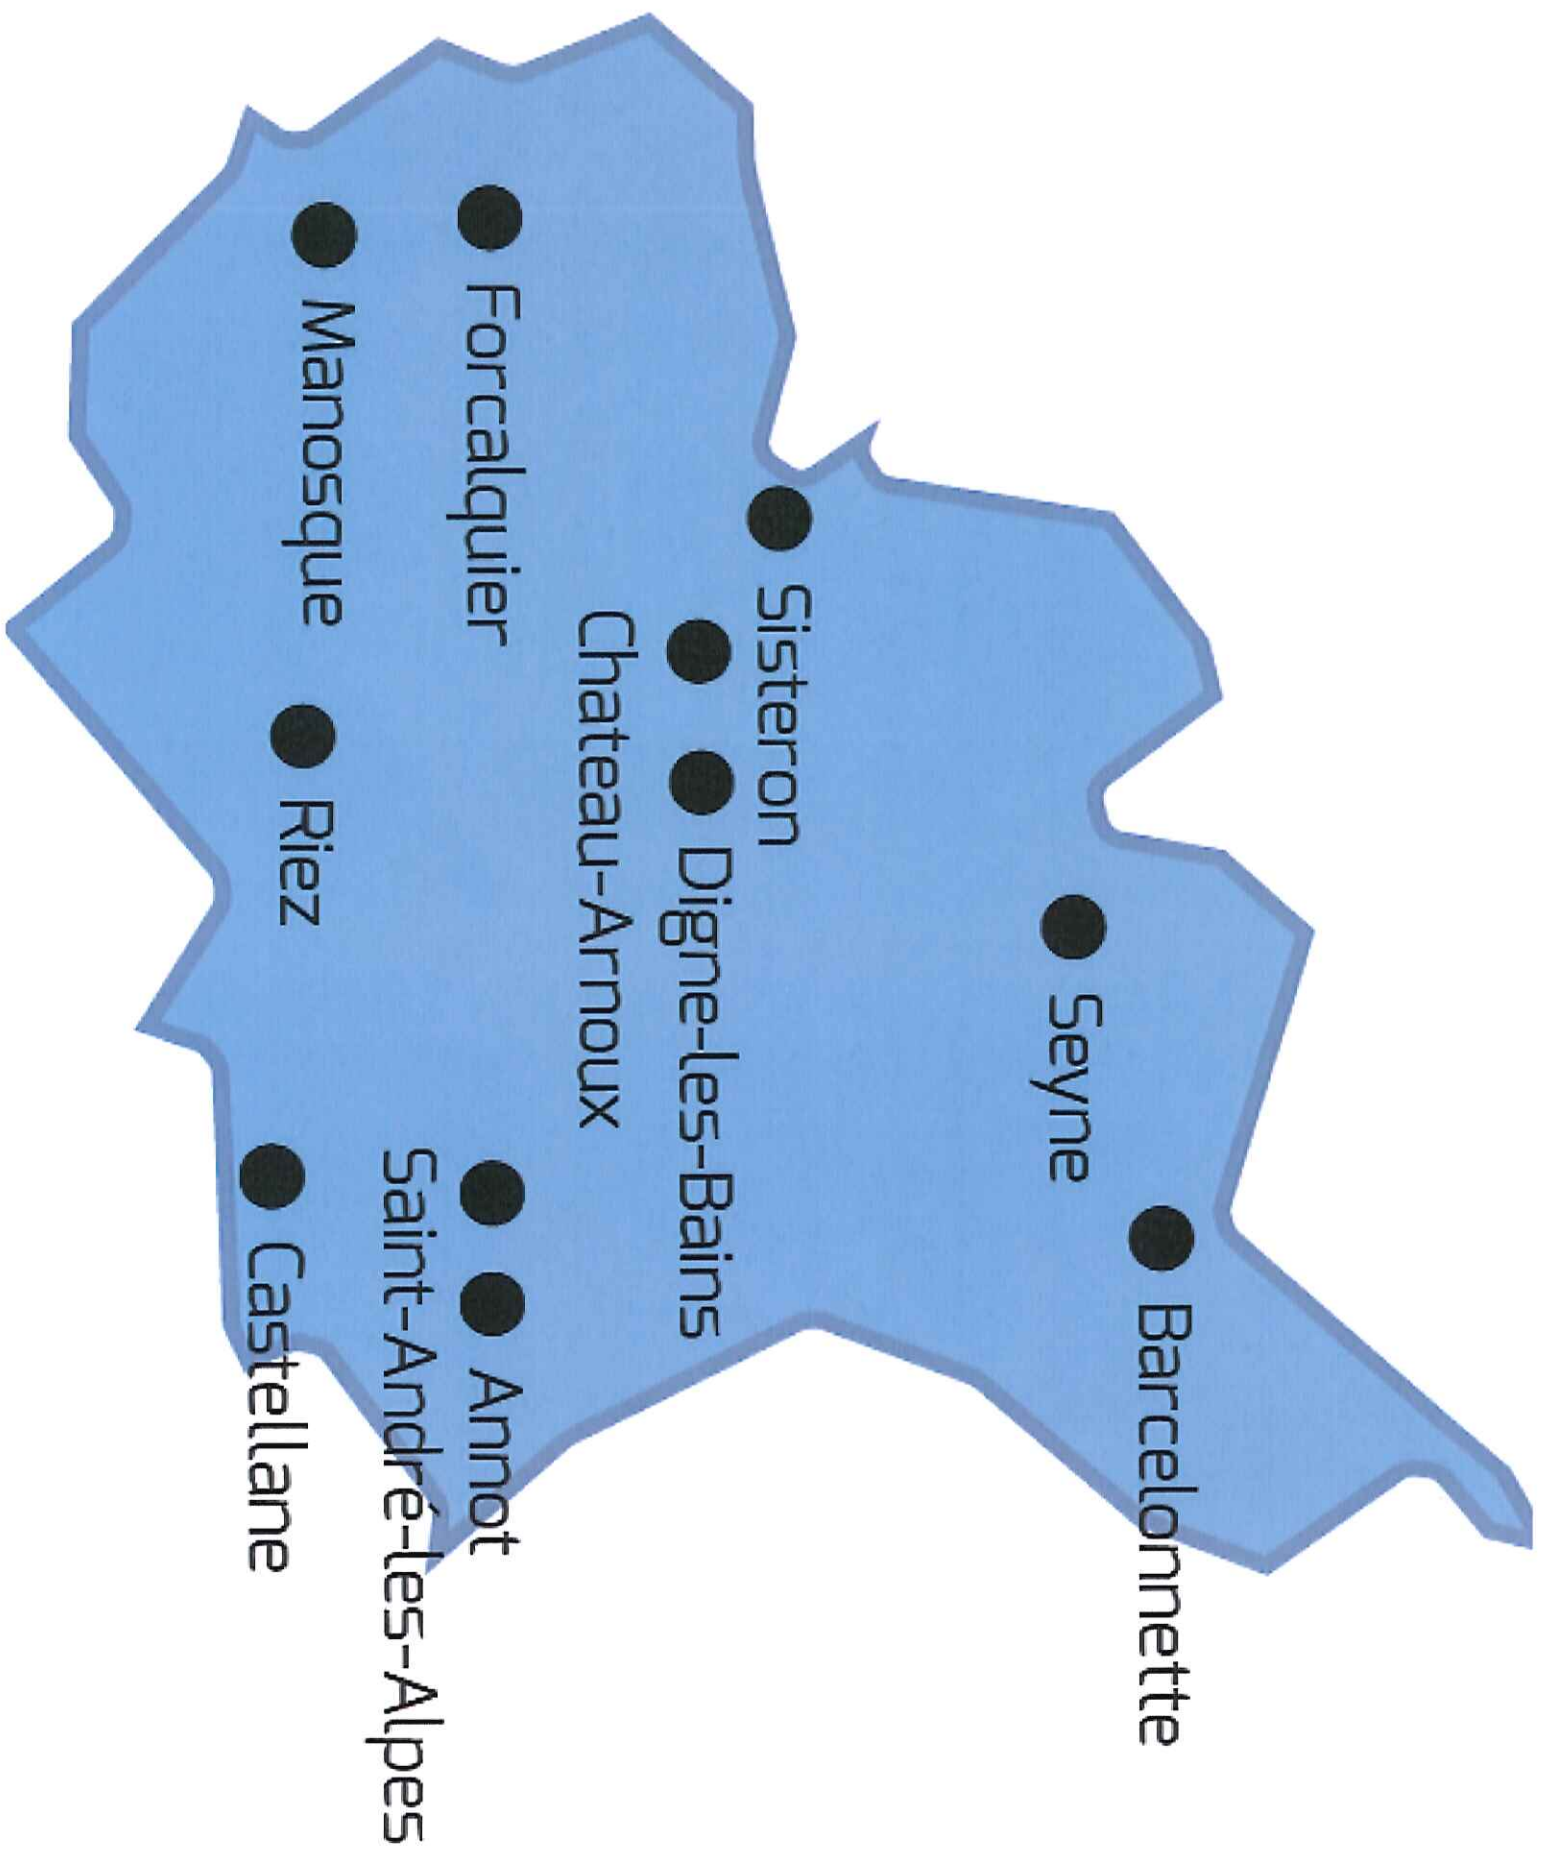 Barcelonnette
Seyne
Sisteron
Digne-les-Bains
Chateau-Arnoux
Forcalquier
Annot
Saint-André-les-Alpes
Manosque
Riez
Castellane